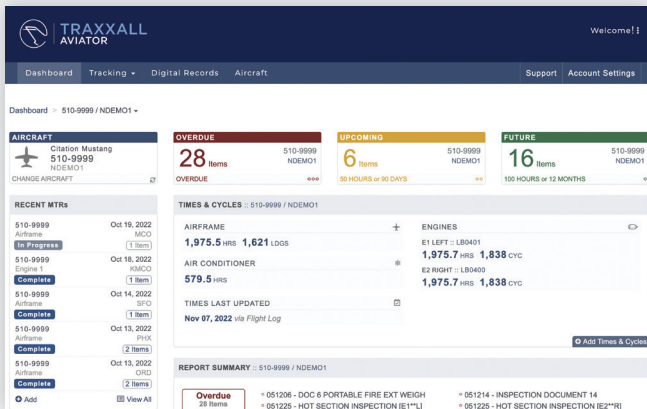 TRAXXALL
AVIATOR
Welcome!
Dashboard Tracking Digital Records Aircraft Support Account Settings
Dashboard > 510-9999 / NDEMO1
AIRCRAFT
Citation Mustang
510-9999
NDEMO1
CHANGE AIRCRAFT
OVERDUE
28 Items
510-9999
NDEMO1
OVERDUE
UPCOMING
6 Items
510-9999
NDEMO1
50 HOURS or 90 DAYS
FUTURE
16 Items
510-9999
NDEMO1
100 HOURS or 12 MONTHS
RECENT MTRs
510-9999 Oct 19, 2022
Airframe MCO
In Progress 1 Item
510-9999 Oct 18, 2022
Engine 1 KMCO
Complete 1 Item
510-9999 Oct 14, 2022
Airframe SFO
Complete 1 Item
510-9999 Oct 13, 2022
Airframe PHX
Complete 2 Items
510-9999 Oct 13, 2022
Airframe ORD
Complete 2 Items
Add View All
TIMES & CYCLES :: 510-9999 / NDEMO1
AIRFRAME
1,975.5 HRS 1,621 LDGS
AIR CONDITIONER
579.5 HRS
TIMES LAST UPDATED
Nov 07, 2022 via Flight Log
ENGINES
E1 LEFT :: LB0401
1,975.7 HRS 1,838 CYC
E2 RIGHT :: LB0400
1,975.7 HRS 1,838 CYC
Add Times & Cycles
REPORT SUMMARY :: 510-9999 / NDEMO1
Overdue
28 Items
051206 - DOC 6 PORTABLE FIRE EXT WEIGH
051225 - HOT SECTION INSPECTION [E1**L]
051214 - INSPECTION DOCUMENT 14
051225 - HOT SECTION INSPECTION [E2**R]